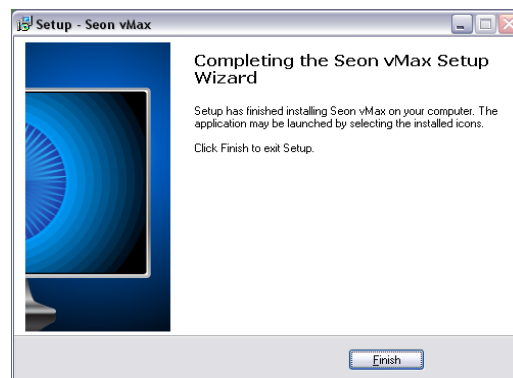 Setup - Seon vMax
Completing the Seon vMax Setup
Wizard
Setup has finished installing Seon vMax on your computer. The
application may be launched by selecting the installed icons.
Click Finish to exit Setup.
Finish